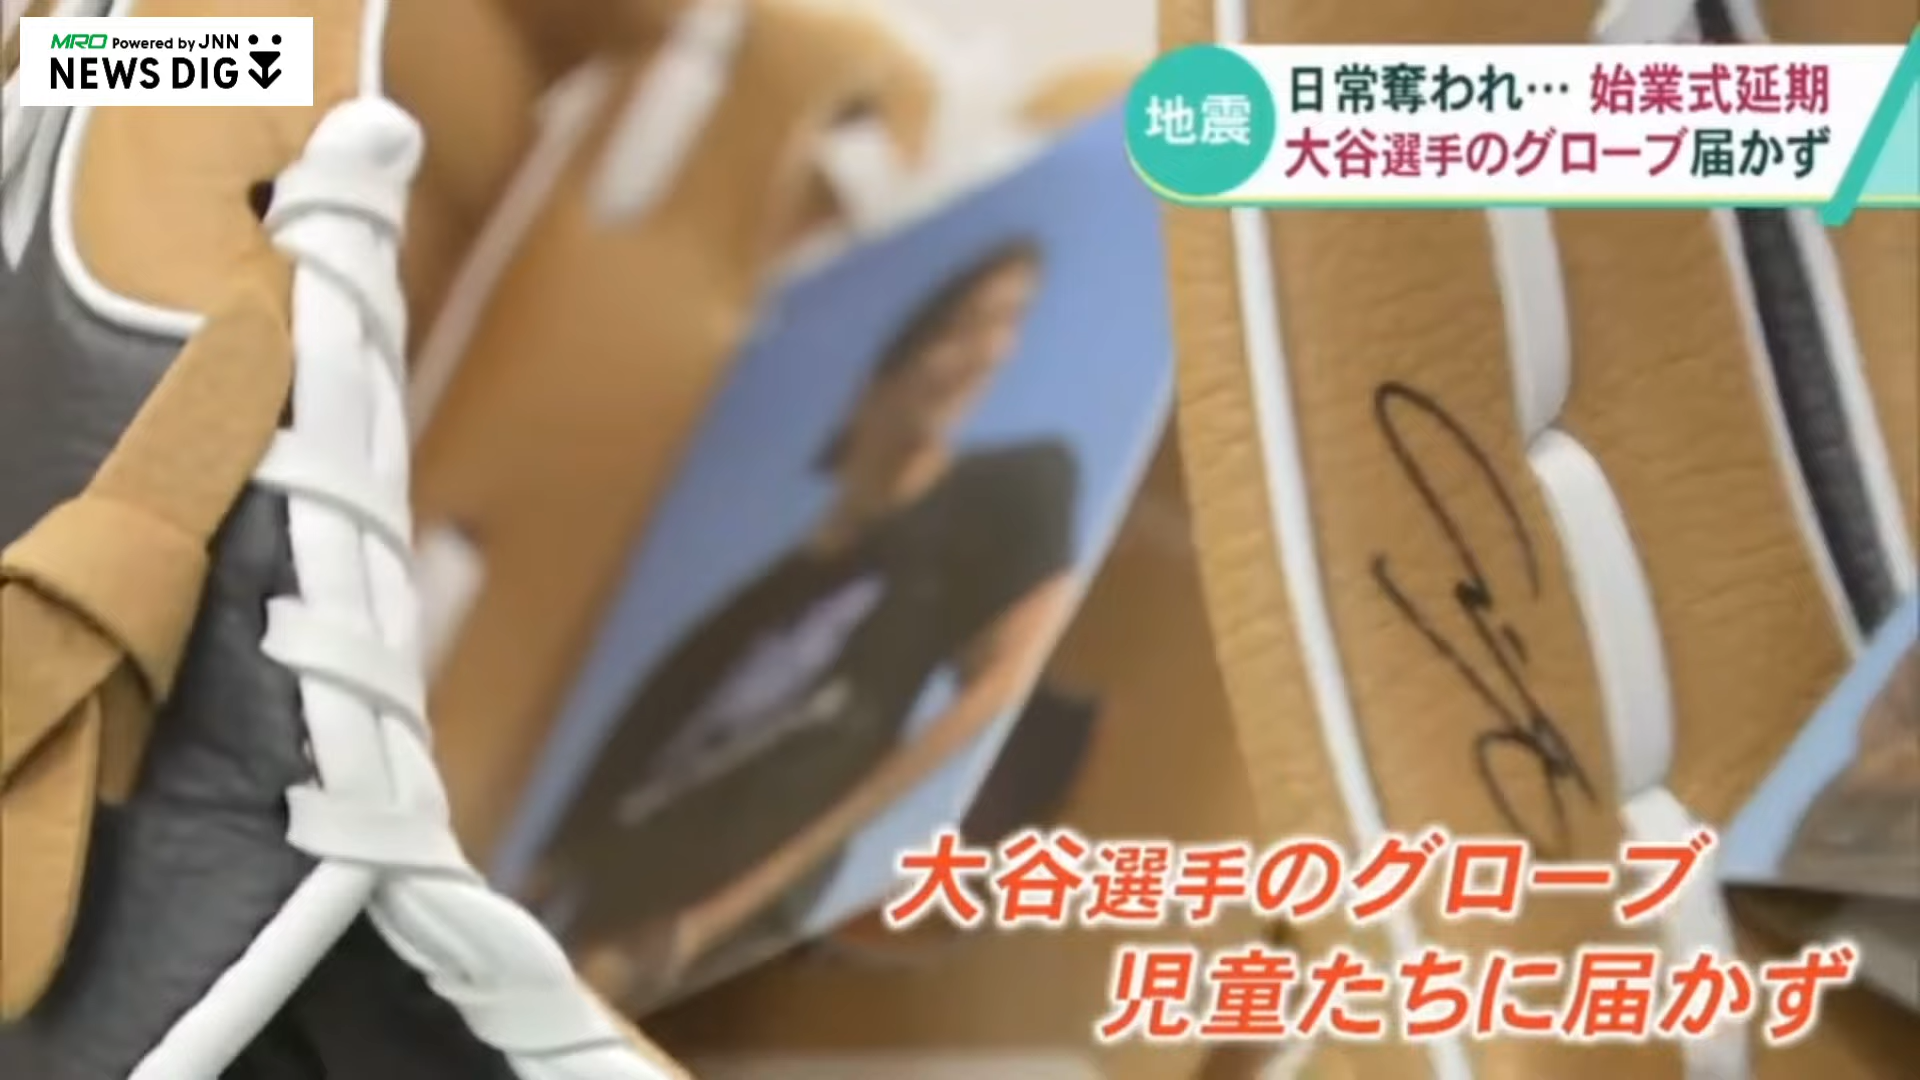 MRO Powered by JNN
NEWS DIG
地震
日常奪われ… 始業式延期
大谷選手のグローブ届かず
大谷選手のグローブ
児童たちに届かず